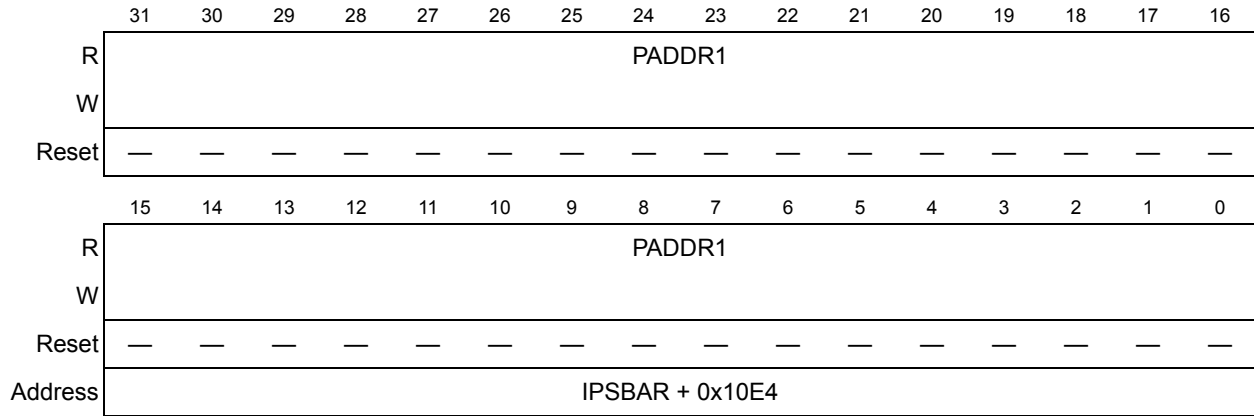 31 30 29 28 27 26 25 24 23 22 21 20 19 18 17 16
R PADDR1
W
Reset — — — — — — — — — — — — — — — —
15 14 13 12 11 10 9 8 7 6 5 4 3 2 1 0
R PADDR1
W
Reset — — — — — — — — — — — — — — — —
Address IPSBAR + 0x10E4